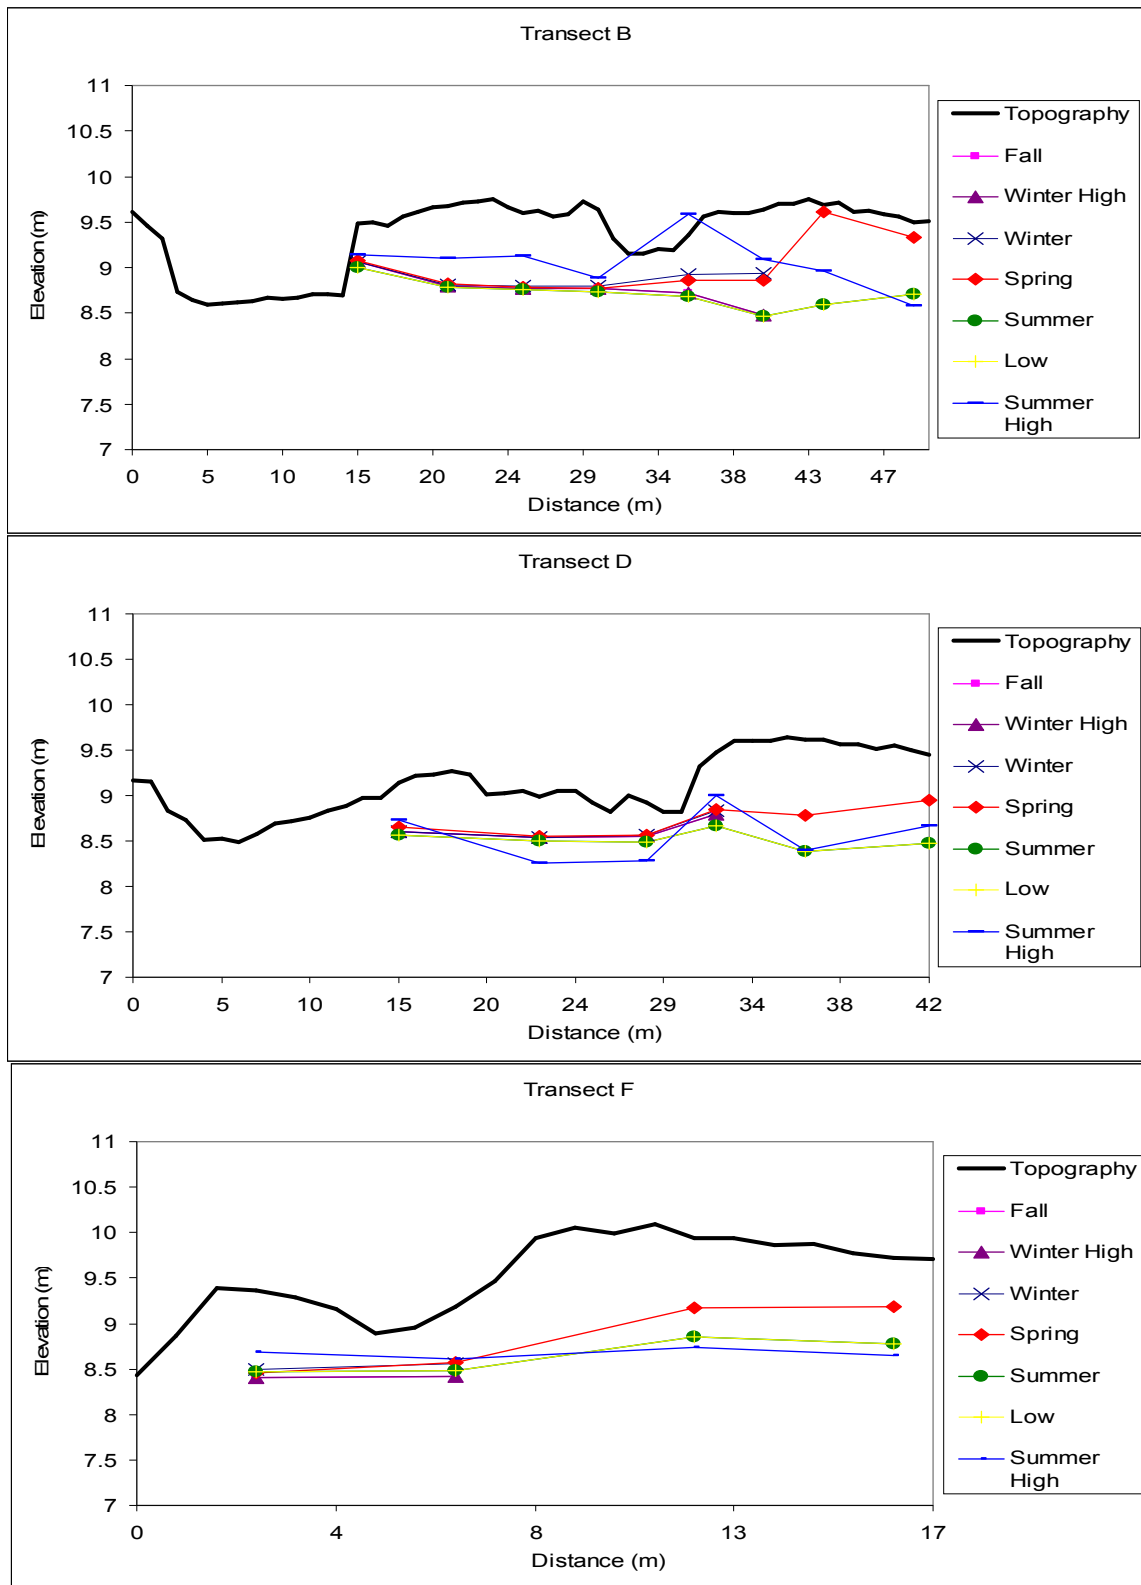 Transect B
11
10.5
10
9.5
9
8.5
8
7.5
7
Elevation (m)
0 5 10 15 20 24 29 34 38 43 47
Distance (m)
Topography
Fall
Winter High
Winter
Spring
Summer
Low
Summer
High
Transect D
11
10.5
10
9.5
9
8.5
8
7.5
7
Elevation (m)
0 5 10 15 20 24 29 34 38 42
Distance (m)
Topography
Fall
Winter High
Winter
Spring
Summer
Low
Summer
High
Transect F
11
10.5
10
9.5
9
8.5
8
7.5
7
Elevation (m)
0 4 8 13 17
Distance (m)
Topography
Fall
Winter High
Winter
Spring
Summer
Low
Summer
High